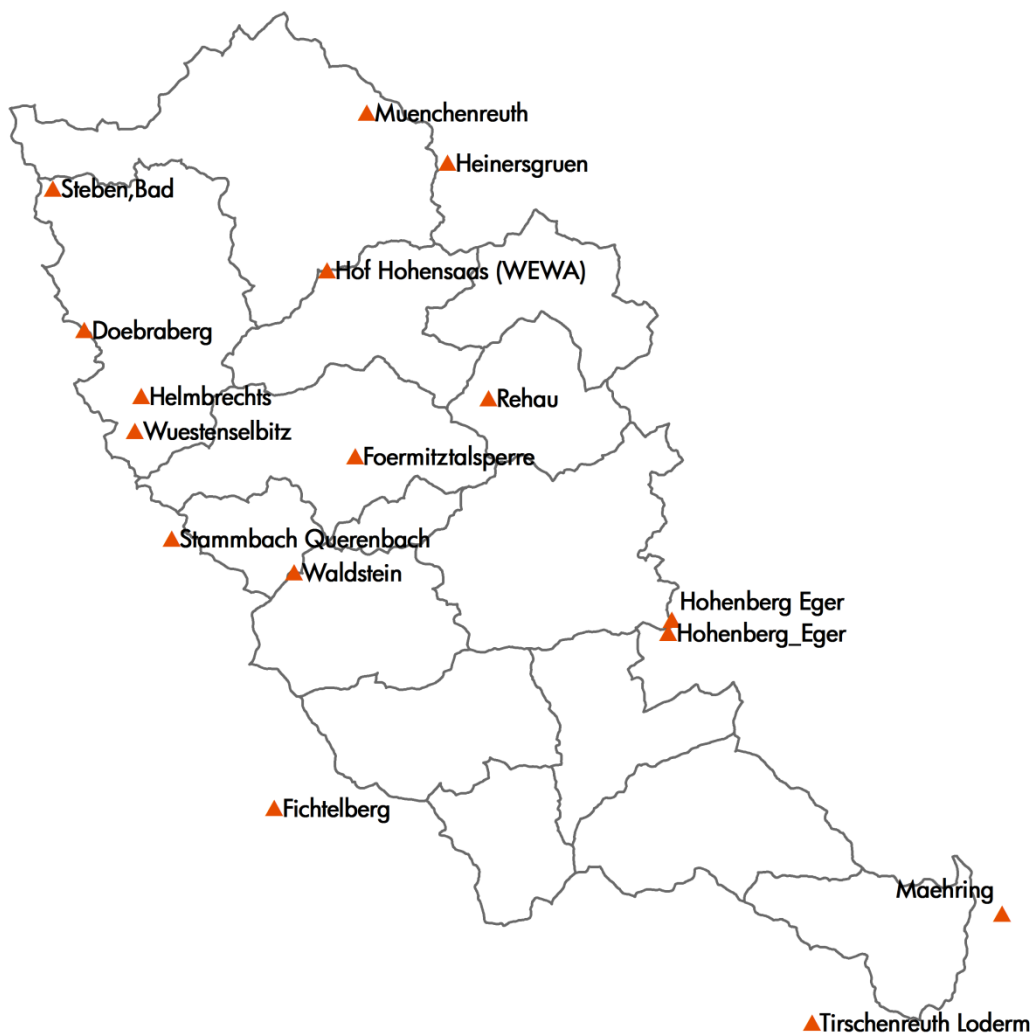 Muenchenreuth
Heinersgruen
Steben,Bad
Hof Hohensaas (WEWA)
Doebraberg
Helmbrechts
Rehau
Wuestenselbitz
Foermitztalsperre
Stammbach Querenbach
Waldstein
Hohenberg Eger
Hohenberg_Eger
Fichtelberg
Maehring
Tirschenreuth Loderm